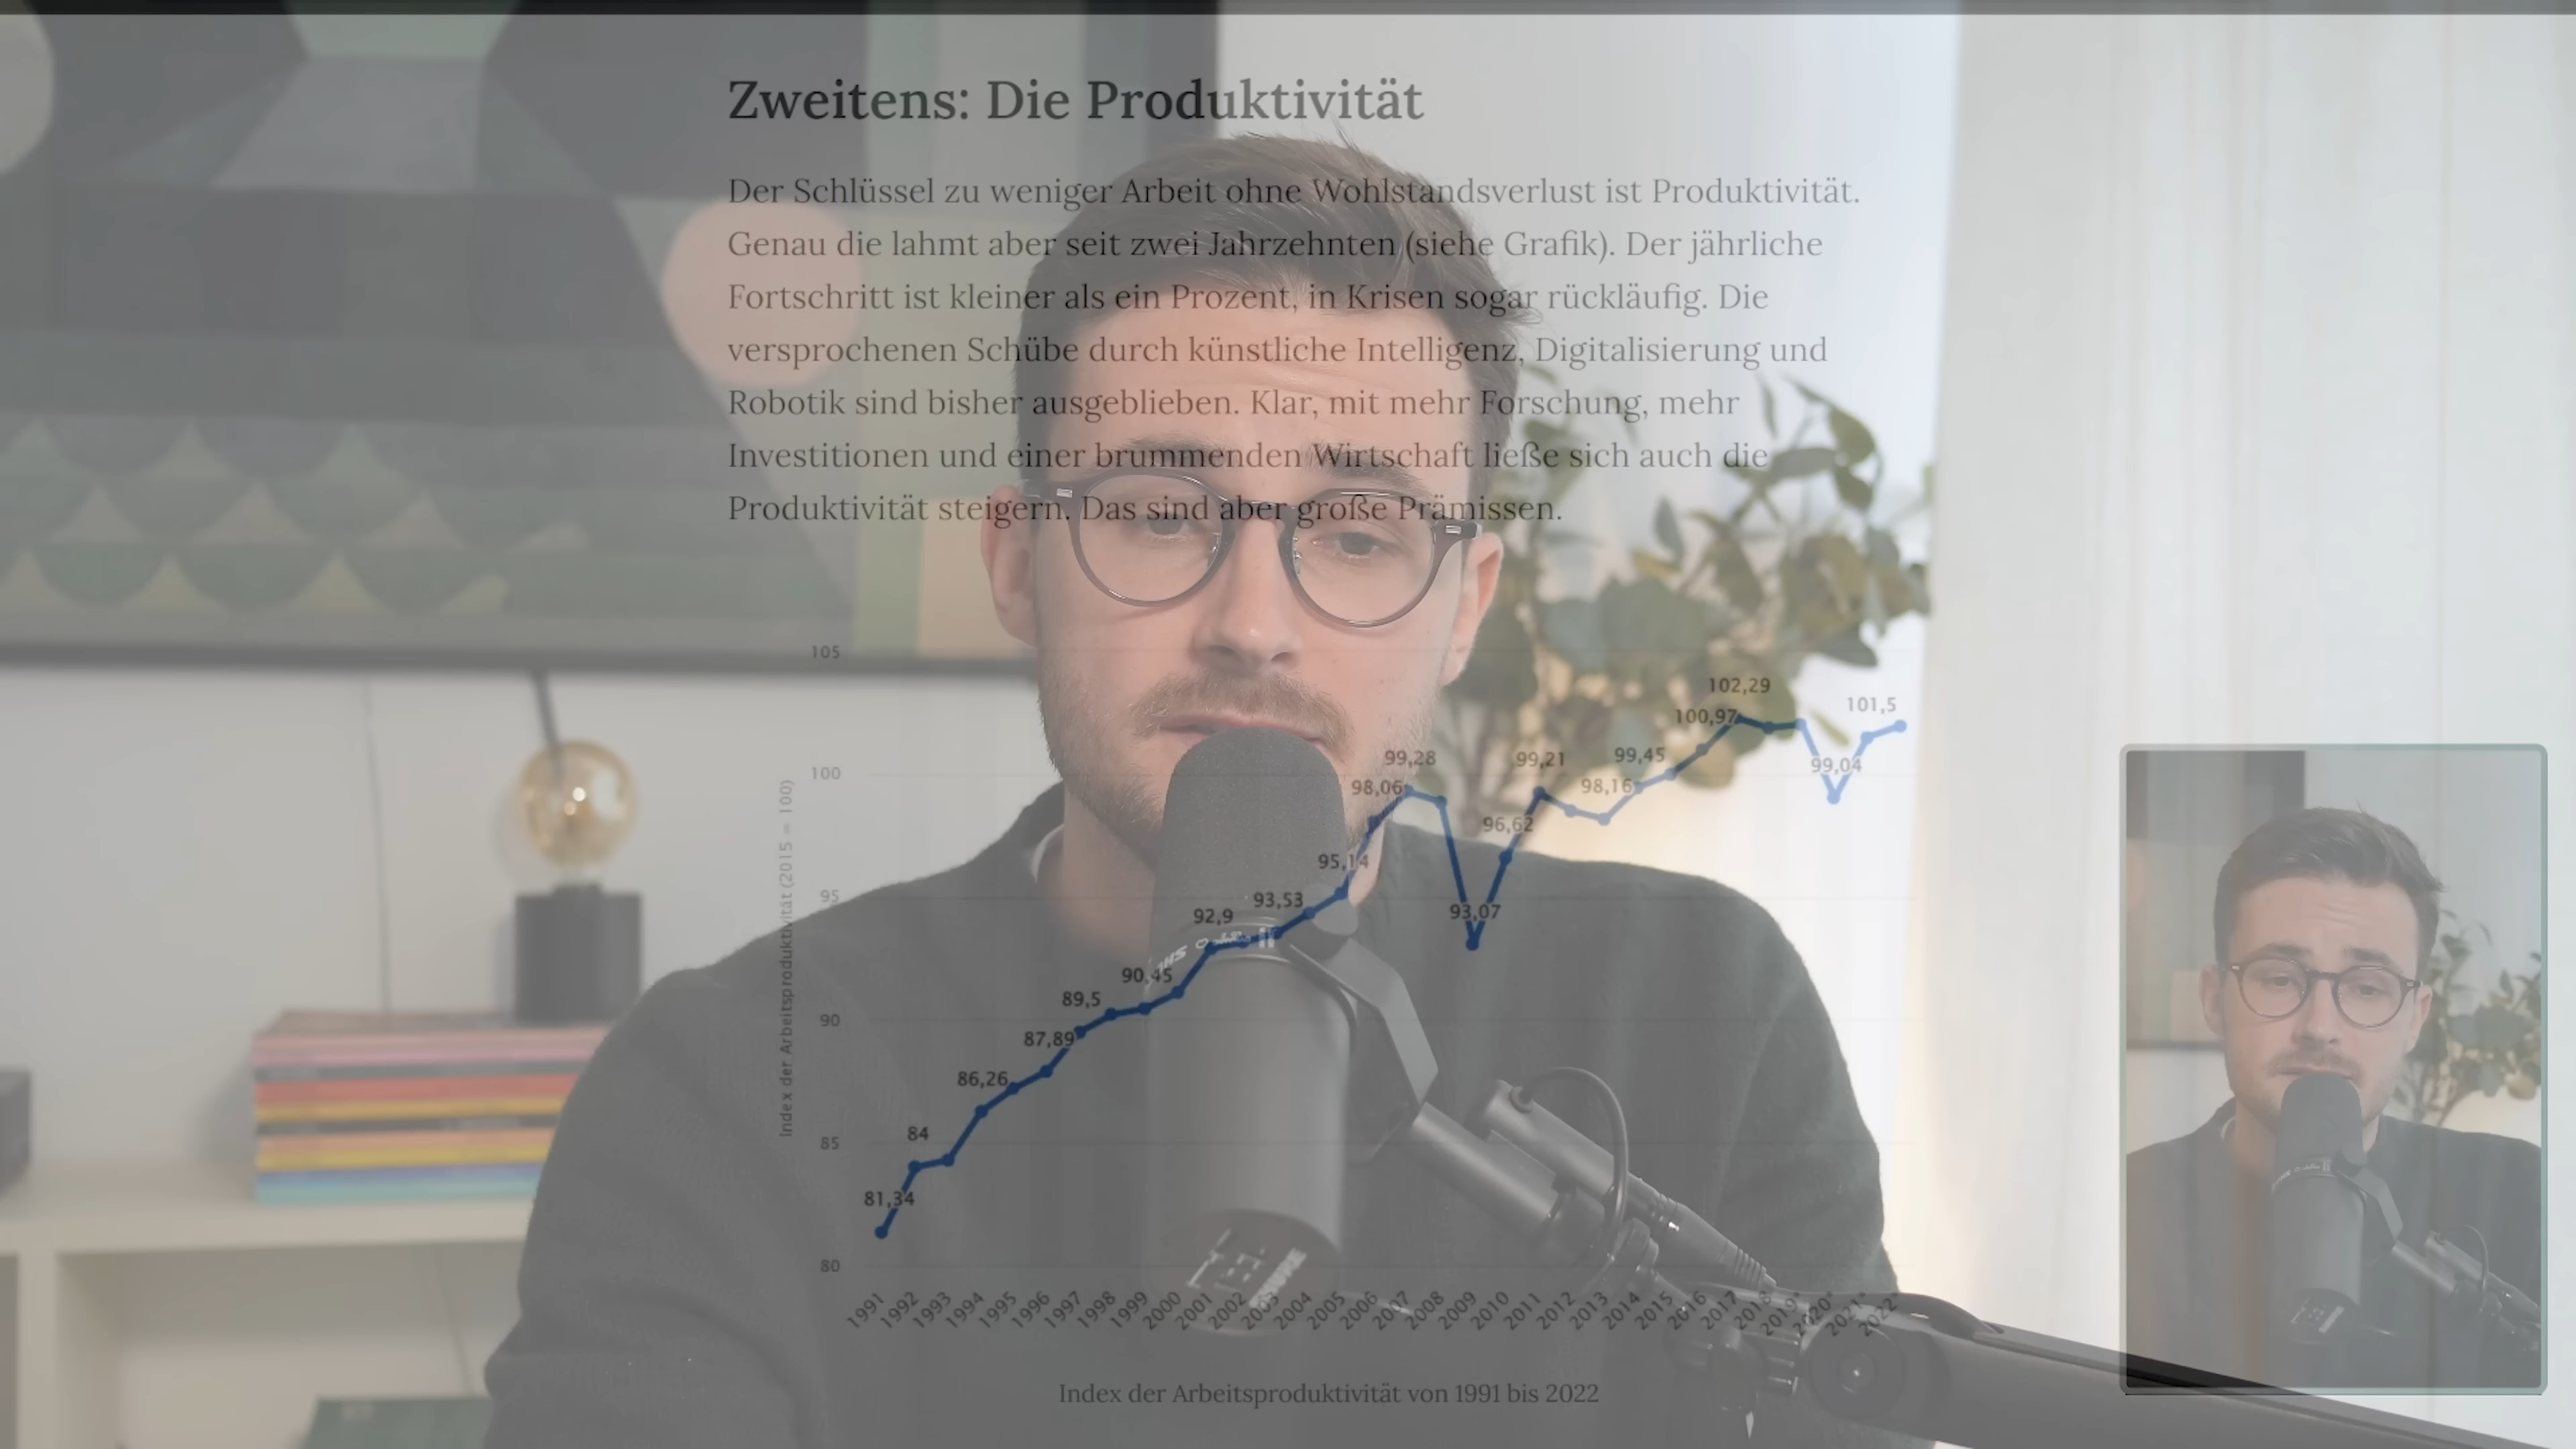 Zweitens: Die Produktivität
Der Schlüssel zu weniger Arbeit ohne Wohlstandsverlust ist Produktivität.
Genau die lahmt aber seit zwei Jahrzehnten (siehe Grafik). Der jährliche
Fortschritt ist kleiner als ein Prozent, in Krisen sogar rückläufig. Die
versprochenen Schübe durch künstliche Intelligenz, Digitalisierung und
Robotik sind bisher ausgeblieben. Klar, mit mehr Forschung, mehr
Investitionen und einer brummenden Wirtschaft ließe sich auch die
Produktivität steigern. Das sind aber große Prämissen.
Index der Arbeitsproduktivität (2015 = 100)
105
100
95
90
85
80
81,34
84
86,26
87,89
89,5
90,45
92,9
93,53
95,14
98,06
99,28
93,07
96,62
99,21
98,16
99,45
100,97
102,29
99,04
101,5
1991 1992 1993 1994 1995 1996 1997 1998 1999 2000 2001 2002 2003 2004 2005 2006 2007 2008 2009 2010 2011 2012 2013 2014 2015 2016 2017 2018 2019* 2020* 2021* 2022*
Index der Arbeitsproduktivität von 1991 bis 2022